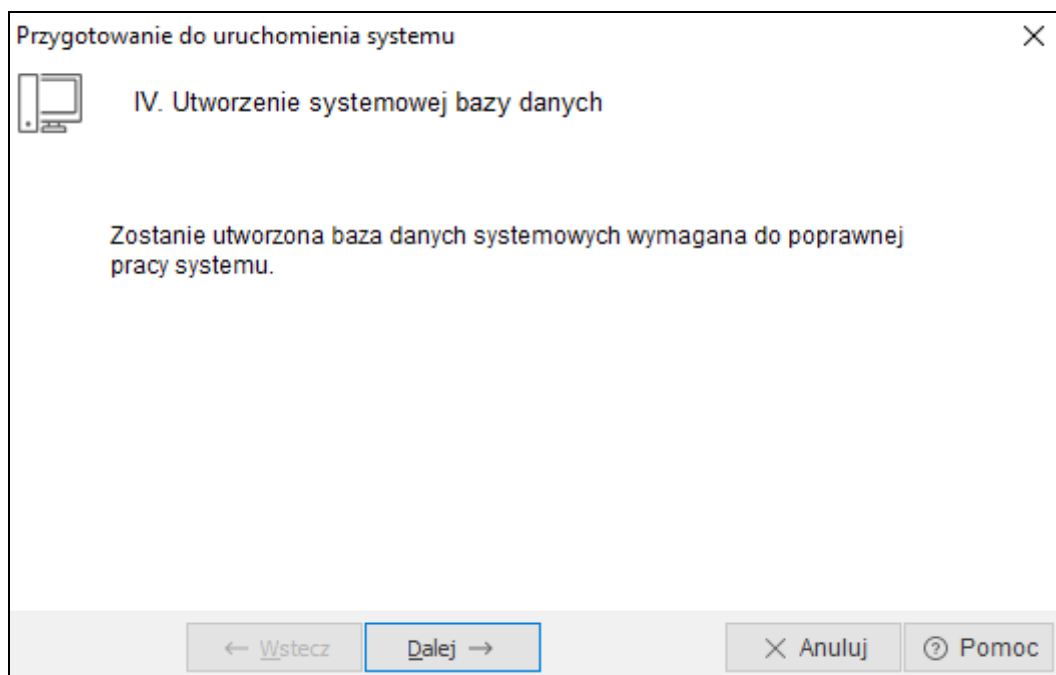 Przygotowanie do uruchomienia systemu
IV. Utworzenie systemowej bazy danych
Zostanie utworzona baza danych systemowych wymagana do poprawnej
pracy systemu.
← Wstecz Dalej → Anuluj Pomoc